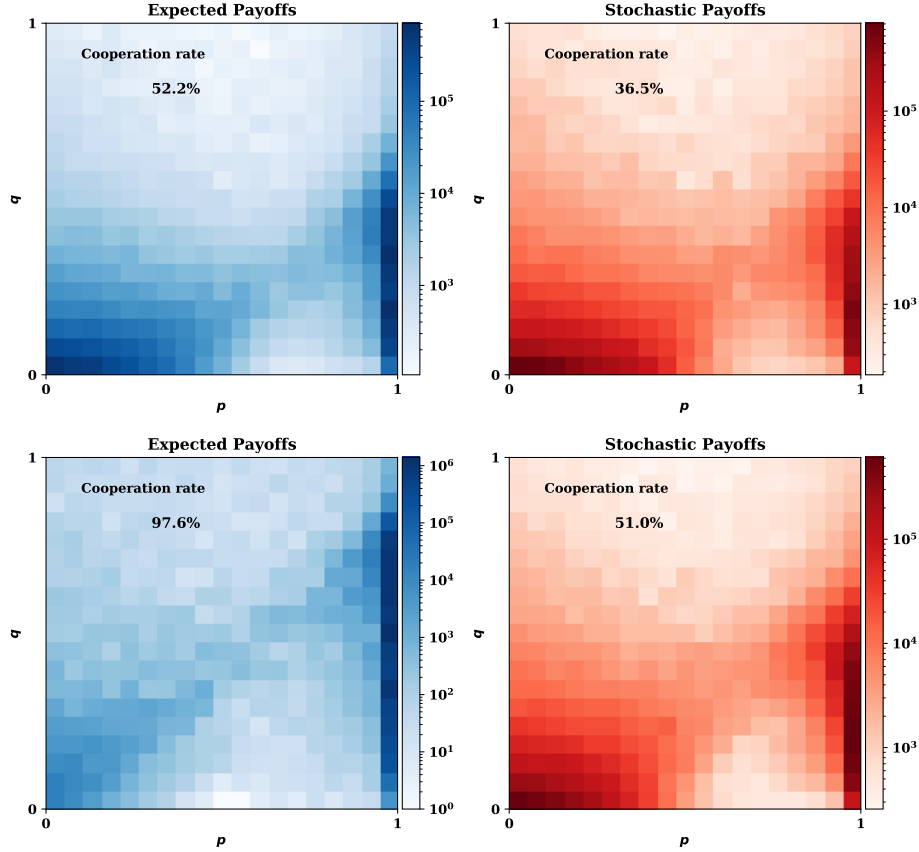 Expected Payoffs
1
Cooperation rate
52.2%
q
0
0
p
1
10^5
10^4
10^3
Stochastic Payoffs
1
Cooperation rate
36.5%
q
0
0
p
1
10^5
10^4
10^3
Expected Payoffs
1
Cooperation rate
97.6%
q
0
0
p
1
10^6
10^5
10^4
10^3
10^2
10^1
10^0
Stochastic Payoffs
1
Cooperation rate
51.0%
q
0
0
p
1
10^5
10^4
10^3